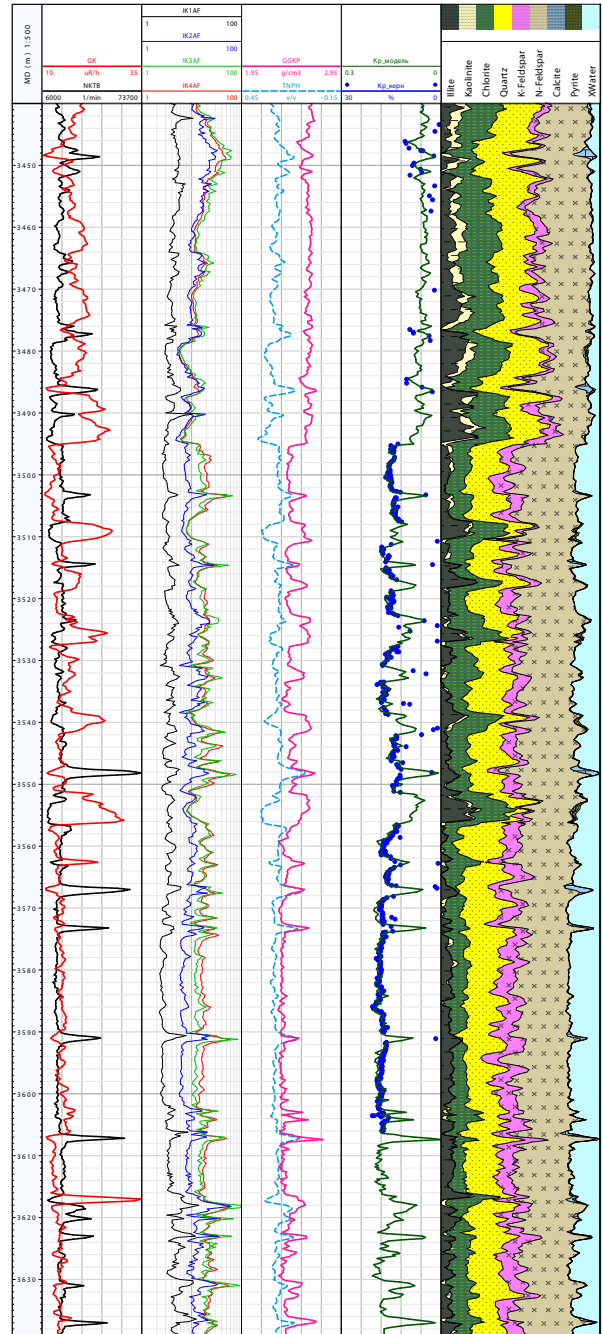 MD (m) 1:500
GK
10 uR/h 35
NKTB
6000 1/min 73700
IK1AF
1 100
IK2AF
1 100
IK3AF
1 100
IK4AF
1 100
GGKP
1.95 g/cm3 2.95
TNPH
0.45 v/v -0.15
Кр_модель
0.3 0
Кр_керн
30 % 0
Illite
Kaolinite
Chlorite
Quartz
K-Feldspar
N-Feldspar
Calcite
Pyrite
XWater
3450
3460
3470
3480
3490
3500
3510
3520
3530
3540
3550
3560
3570
3580
3590
3600
3610
3620
3630